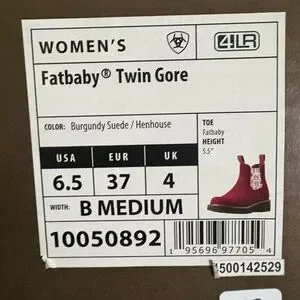 WOMEN'S
4LR
Fatbaby® Twin Gore
COLOR: Burgundy Suede / Henhouse
TOE
Fatbaby
HEIGHT
5.5"
USA EUR UK
6.5 37 4
WIDTH: B MEDIUM
10050892
1 95696 97705 4
1500142529